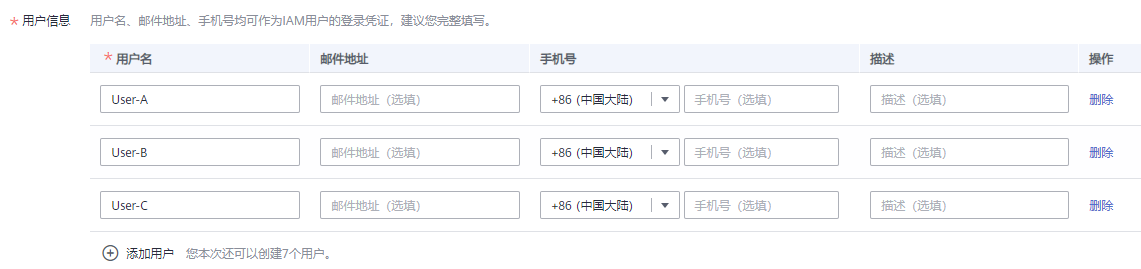 * 用户信息 用户名、邮件地址、手机号均可作为IAM用户的登录凭证，建议您完整填写。
* 用户名 邮件地址 手机号 描述 操作
User-A 邮件地址（选填） +86 (中国大陆) 手机号（选填） 描述（选填） 删除
User-B 邮件地址（选填） +86 (中国大陆) 手机号（选填） 描述（选填） 删除
User-C 邮件地址（选填） +86 (中国大陆) 手机号（选填） 描述（选填） 删除
添加用户 您本次还可以创建7个用户。